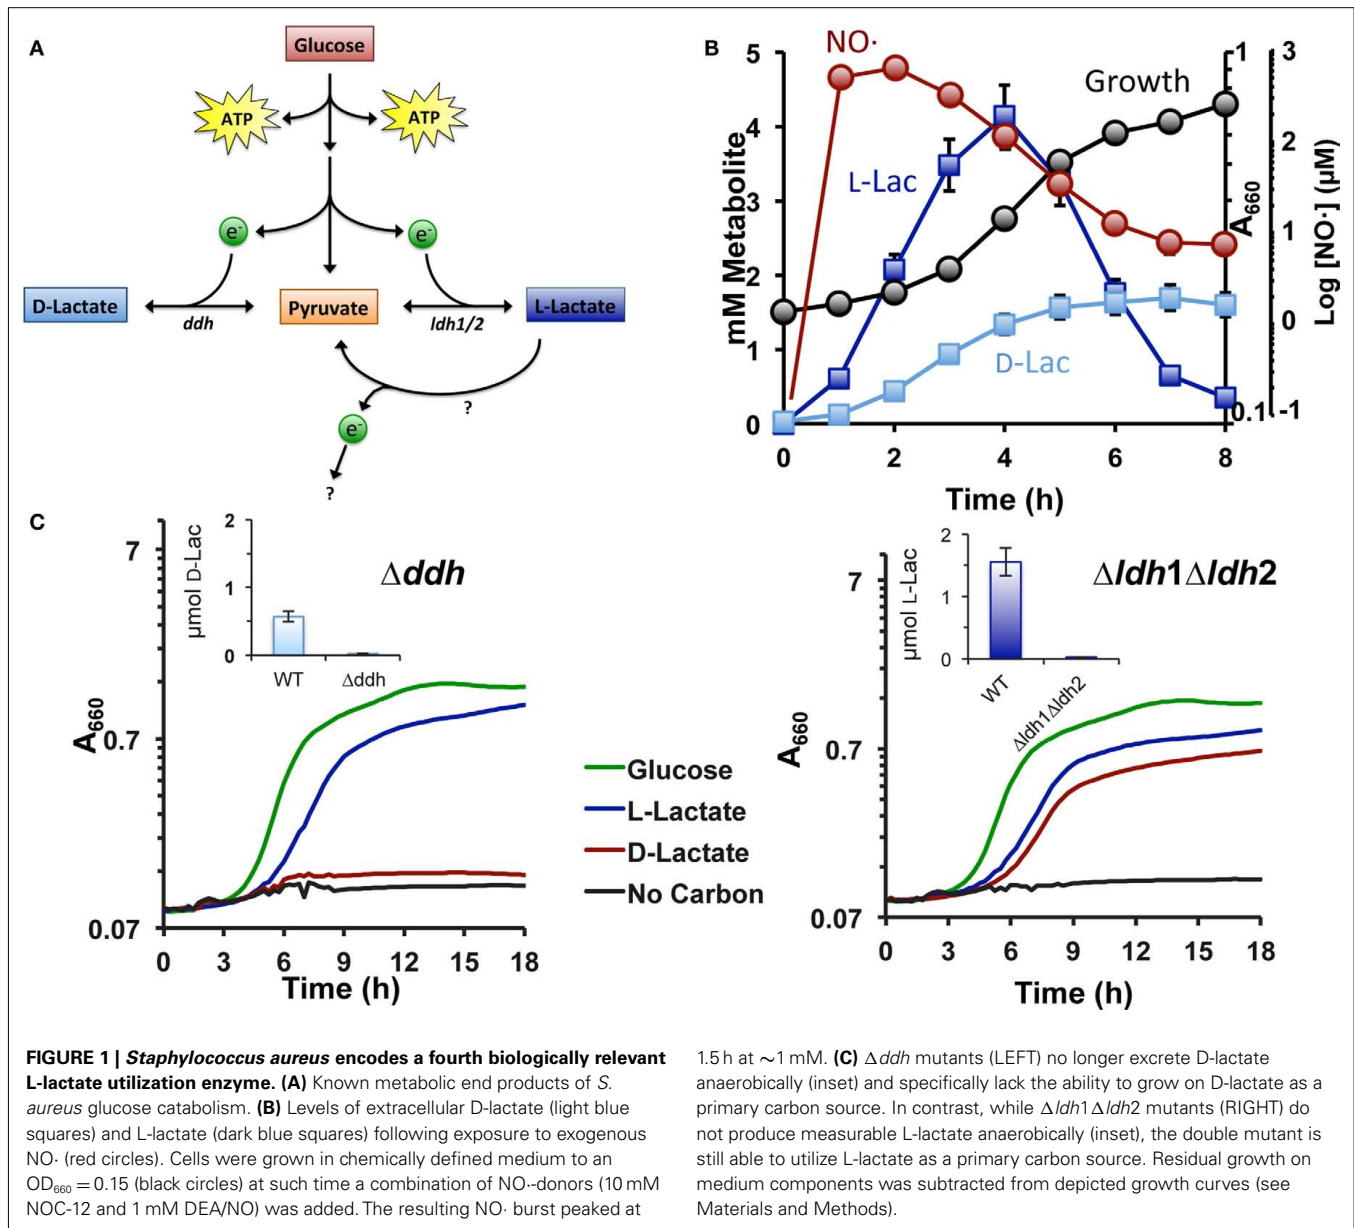 A
Glucose
ATP
ATP
e-
e-
D-Lactate
Pyruvate
L-Lactate
ddh
ldh1/2
?
e-
?
B
NO·
Growth
L-Lac
D-Lac
mM Metabolite
5
4
3
2
1
0
A660
1
0.1
Log [NO·] (µM)
3
2
1
0
-1
0 2 4 6 8
Time (h)
C
Δddh
µmol D-Lac
2
1
0
WT Δddh
A660
7
0.7
0.07
0 3 6 9 12 15 18
Time (h)
Glucose
L-Lactate
D-Lactate
No Carbon
Δldh1Δldh2
µmol L-Lac
2
1
0
WT
Δldh1Δldh2
A660
7
0.7
0.07
0 3 6 9 12 15 18
Time (h)
FIGURE 1 | Staphylococcus aureus encodes a fourth biologically relevant
L-lactate utilization enzyme. (A) Known metabolic end products of S.
aureus glucose catabolism. (B) Levels of extracellular D-lactate (light blue
squares) and L-lactate (dark blue squares) following exposure to exogenous
NO· (red circles). Cells were grown in chemically defined medium to an
OD660 = 0.15 (black circles) at such time a combination of NO·-donors (10 mM
NOC-12 and 1 mM DEA/NO) was added. The resulting NO· burst peaked at
1.5 h at ∼1 mM. (C) Δddh mutants (LEFT) no longer excrete D-lactate
anaerobically (inset) and specifically lack the ability to grow on D-lactate as a
primary carbon source. In contrast, while Δldh1Δldh2 mutants (RIGHT) do
not produce measurable L-lactate anaerobically (inset), the double mutant is
still able to utilize L-lactate as a primary carbon source. Residual growth on
medium components was subtracted from depicted growth curves (see
Materials and Methods).